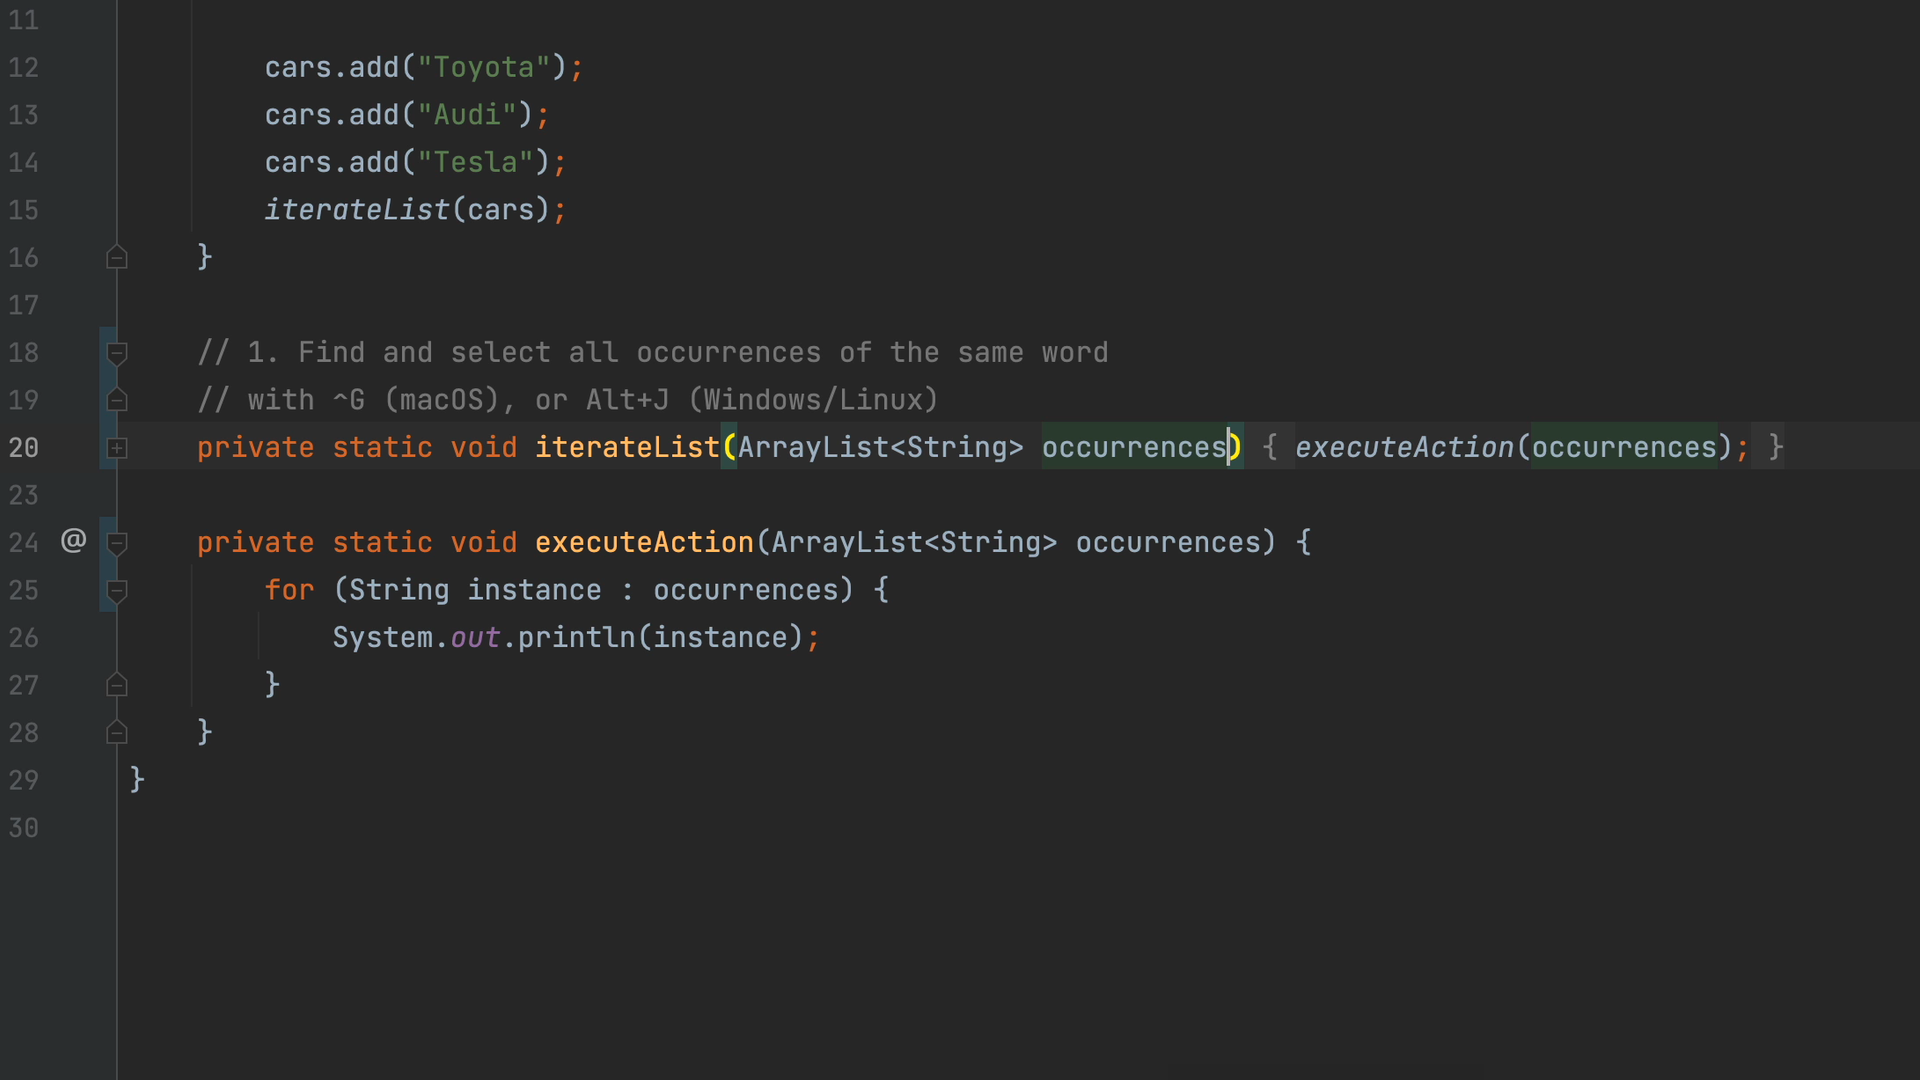 11
12 cars.add("Toyota");
13 cars.add("Audi");
14 cars.add("Tesla");
15 iterateList(cars);
16 }
17
18 // 1. Find and select all occurrences of the same word
19 // with ^G (macOS), or Alt+J (Windows/Linux)
20 private static void iterateList(ArrayList<String> occurrences) { executeAction(occurrences); }
23
24 @ private static void executeAction(ArrayList<String> occurrences) {
25 for (String instance : occurrences) {
26 System.out.println(instance);
27 }
28 }
29 }
30